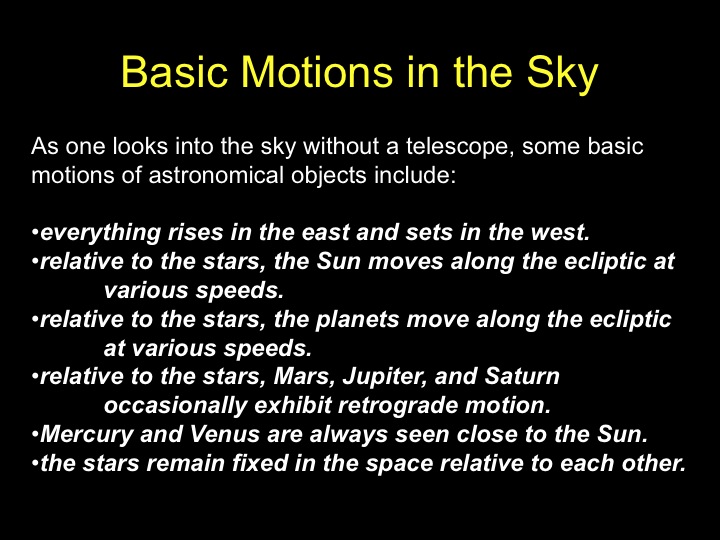 Basic Motions in the Sky
As one looks into the sky without a telescope, some basic
motions of astronomical objects include:
•everything rises in the east and sets in the west.
•relative to the stars, the Sun moves along the ecliptic at
various speeds.
•relative to the stars, the planets move along the ecliptic
at various speeds.
•relative to the stars, Mars, Jupiter, and Saturn
occasionally exhibit retrograde motion.
•Mercury and Venus are always seen close to the Sun.
•the stars remain fixed in the space relative to each other.